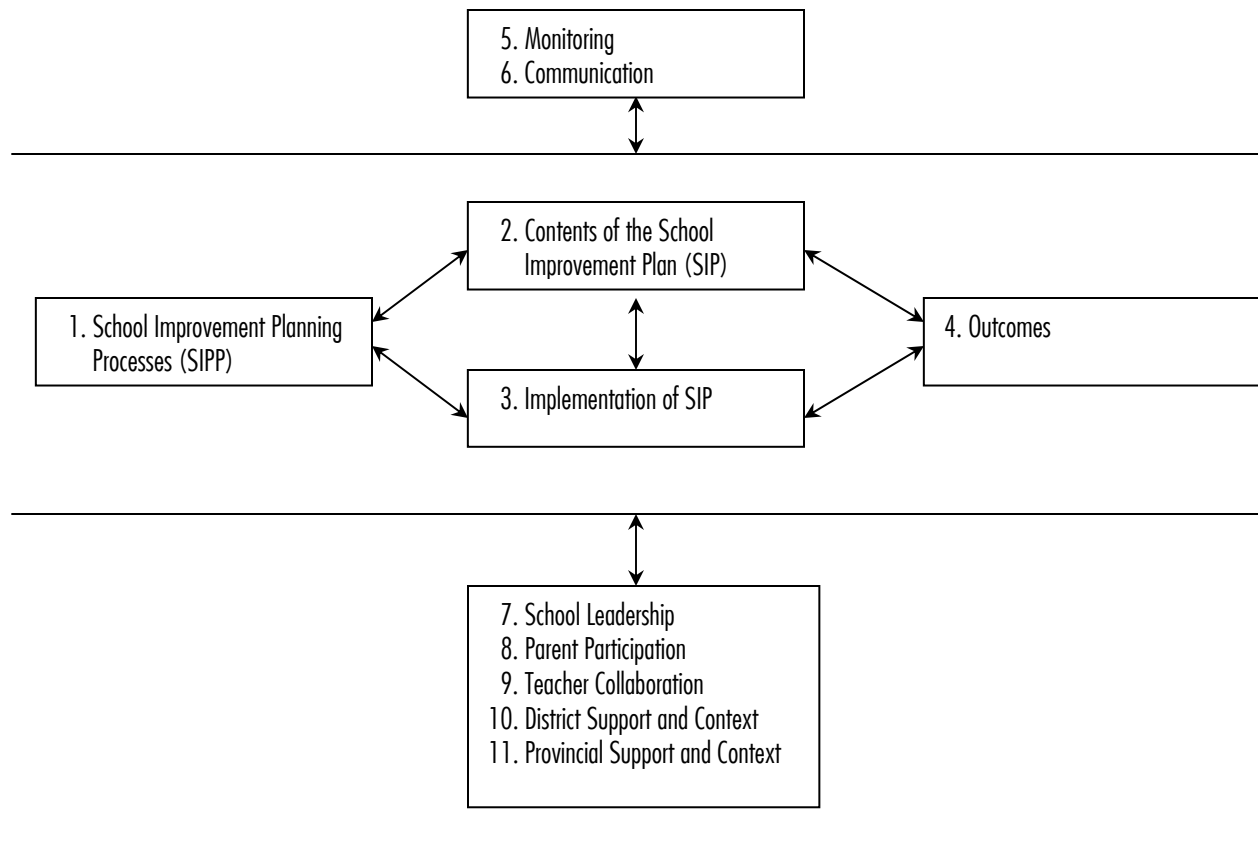 5. Monitoring
6. Communication
2. Contents of the School
Improvement Plan (SIP)
1. School Improvement Planning
Processes (SIPP)
4. Outcomes
3. Implementation of SIP
7. School Leadership
8. Parent Participation
9. Teacher Collaboration
10. District Support and Context
11. Provincial Support and Context